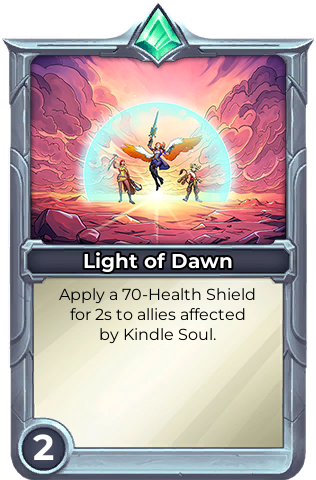 Light of Dawn
Apply a 70-Health Shield
for 2s to allies affected
by Kindle Soul.
2